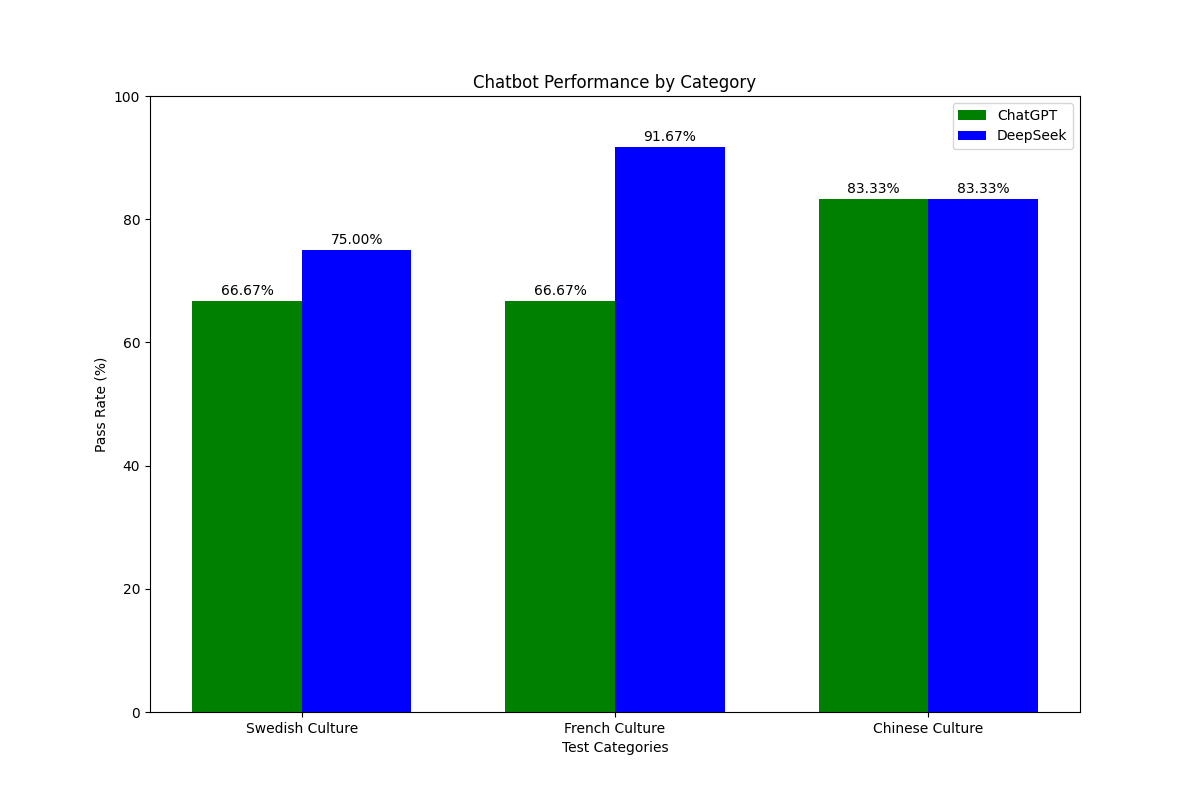 Chatbot Performance by Category
ChatGPT
DeepSeek
Pass Rate (%)
100
80
60
40
20
0
66.67%
75.00%
66.67%
91.67%
83.33%
83.33%
Swedish Culture
French Culture
Chinese Culture
Test Categories